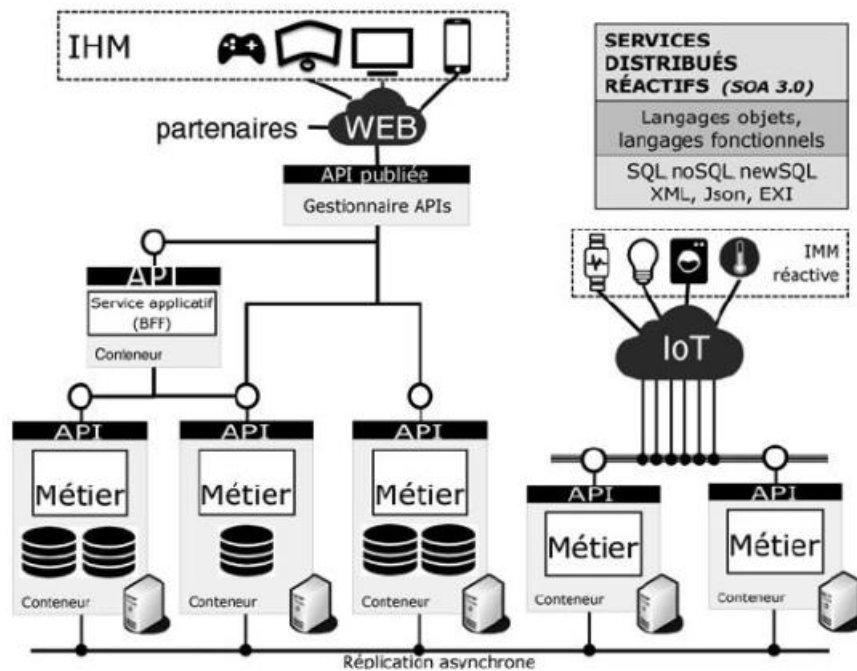 IHM
partenaires
WEB
API publiée
Gestionnaire APIs
API
Service applicatif
(BFF)
Conteneur
API
Métier
Conteneur
API
Métier
Conteneur
API
Métier
Conteneur
SERVICES
DISTRIBUÉS
RÉACTIFS (SOA 3.0)
Langages objets,
langages fonctionnels
SQL noSQL newSQL
XML, Json, EXI
IMM
réactive
IoT
API
Métier
Conteneur
API
Métier
Conteneur
Réplication asynchrone